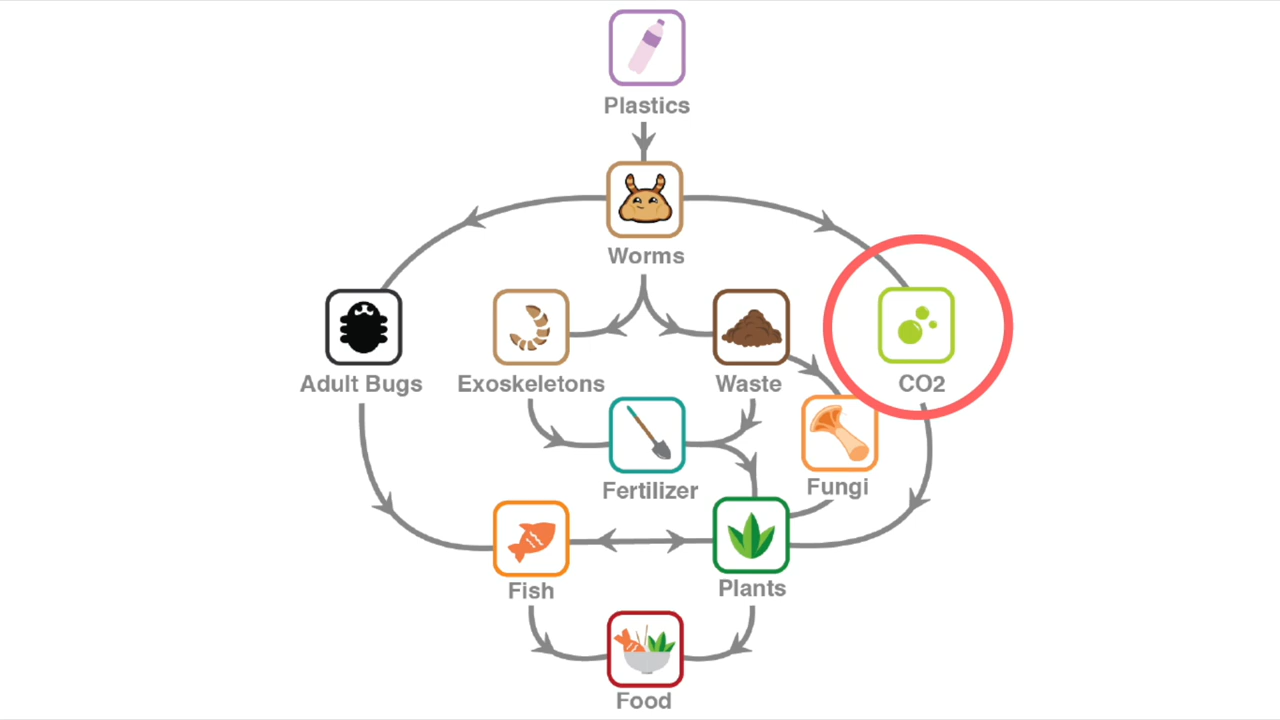 Plastics
Worms
Adult Bugs
Exoskeletons
Waste
CO2
Fertilizer
Fungi
Fish
Plants
Food